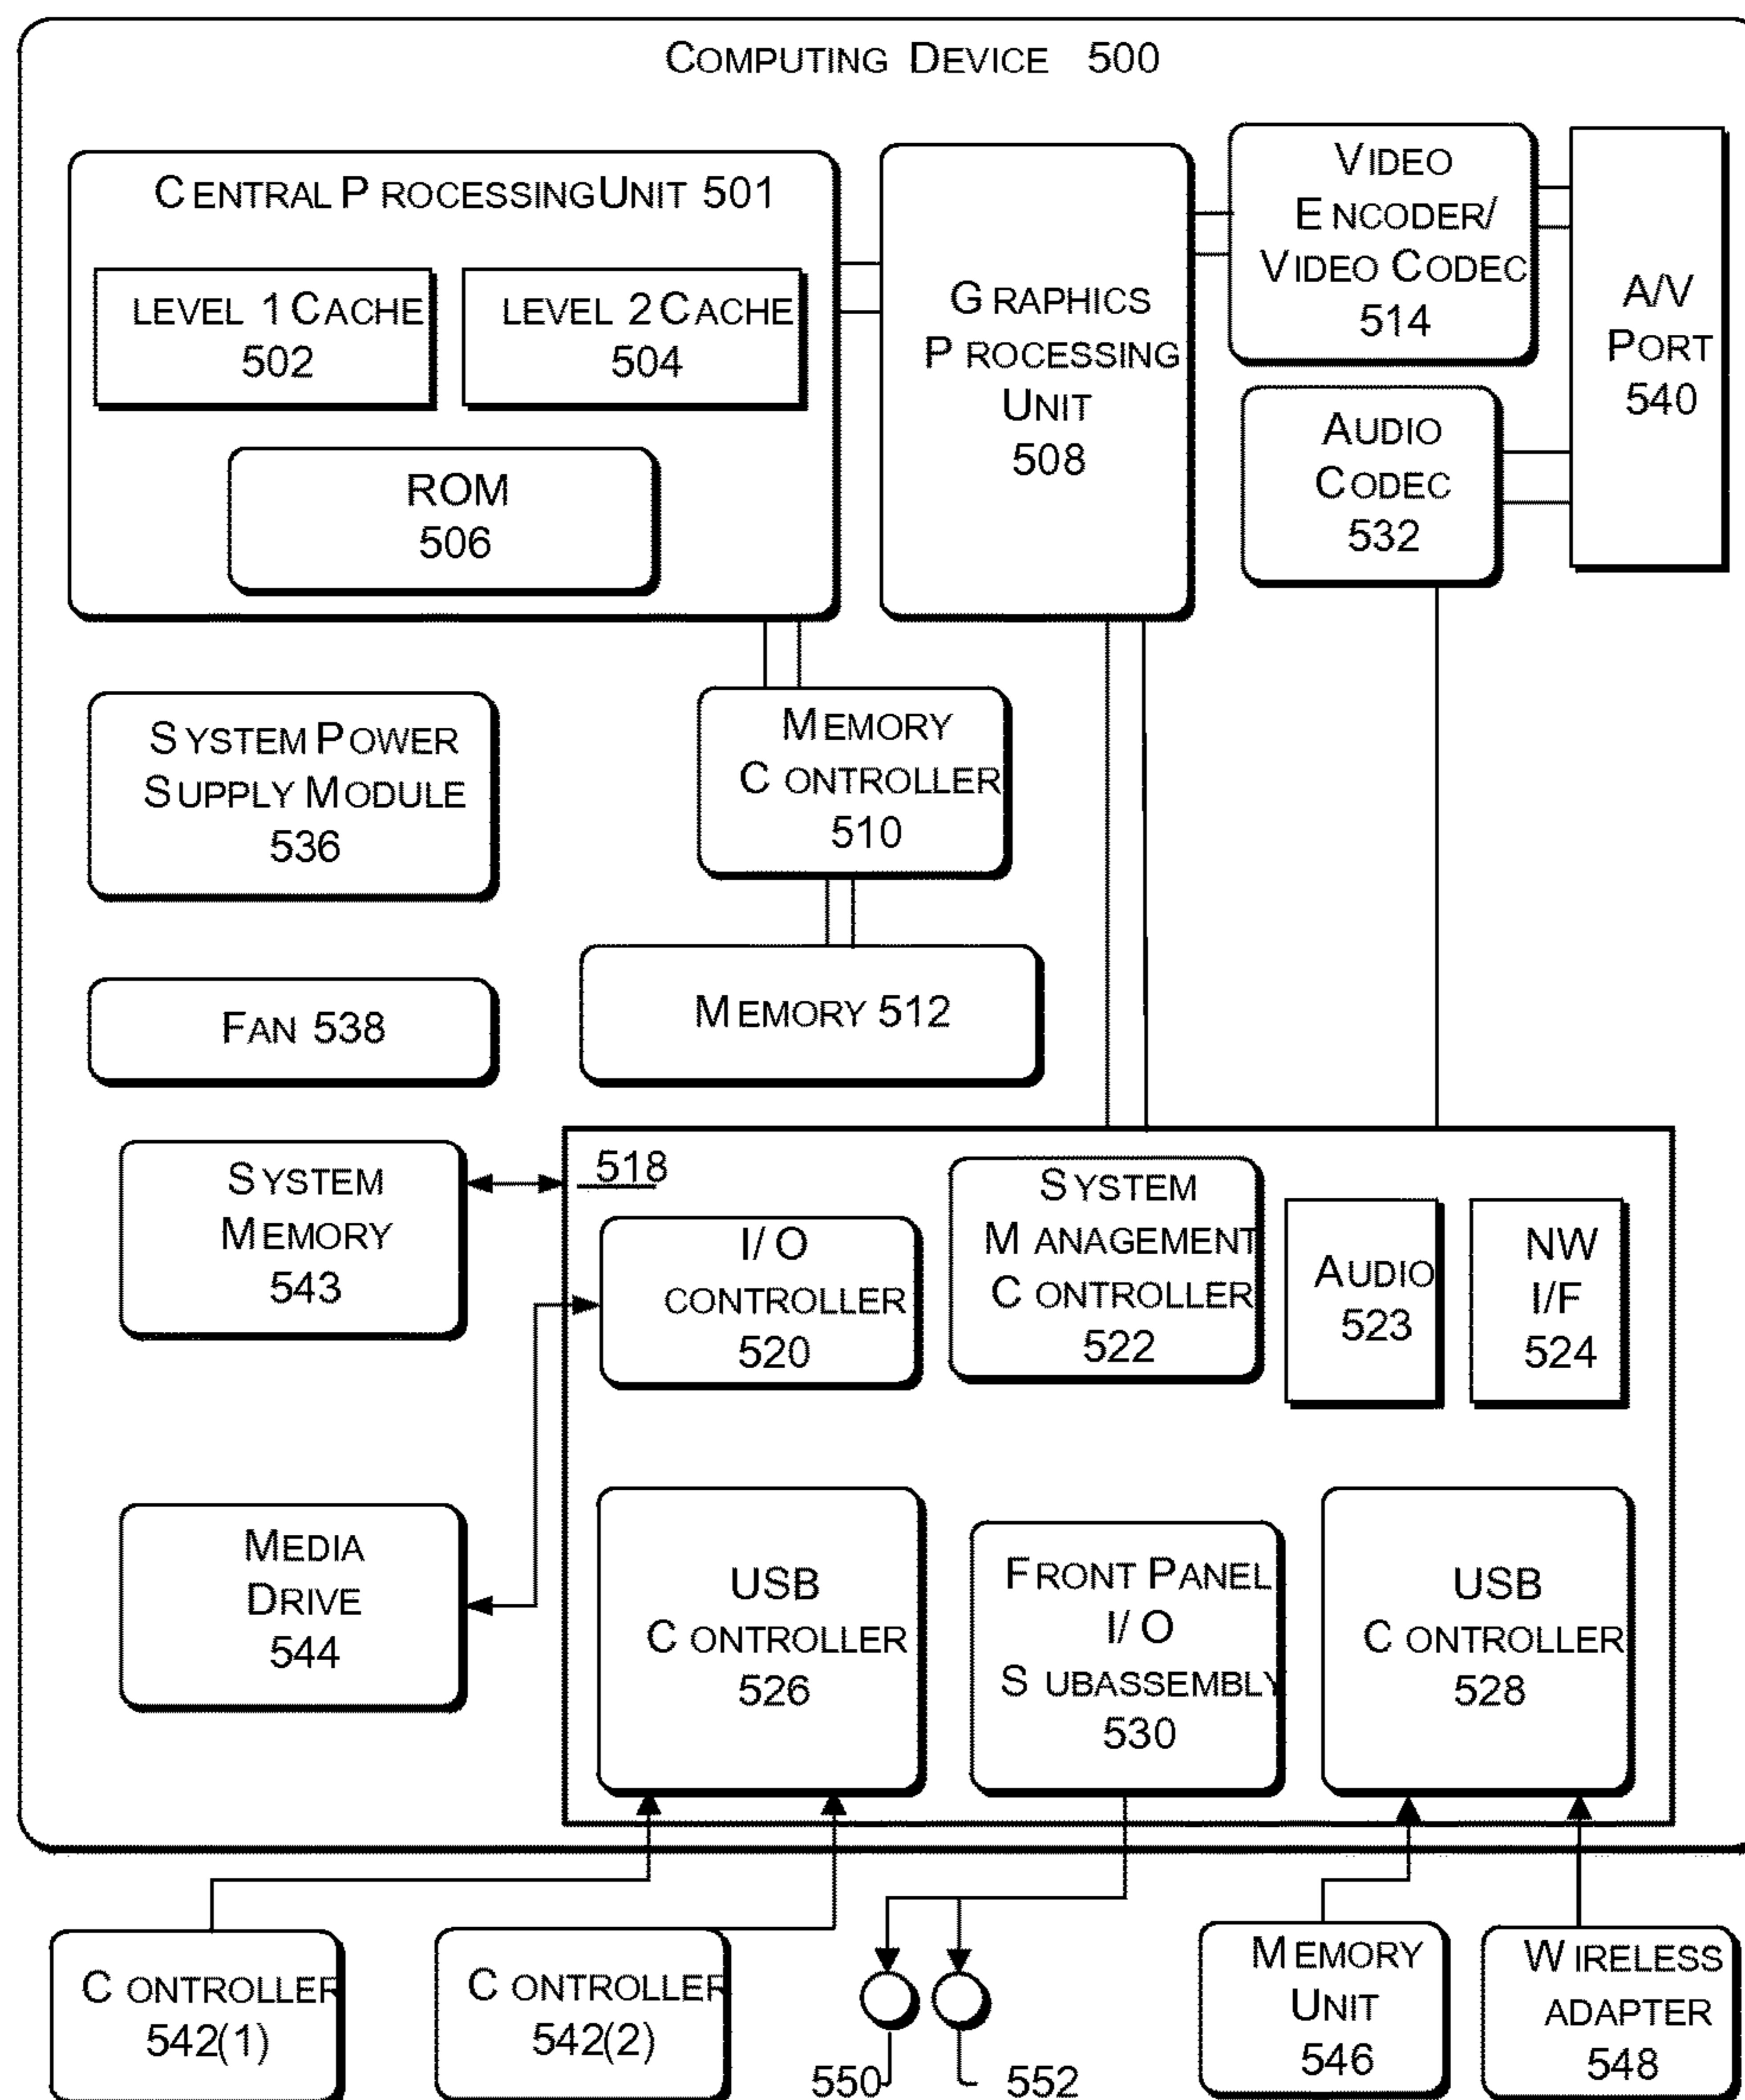 COMPUTING DEVICE 500
CENTRAL PROCESSING UNIT 501
LEVEL 1 CACHE
502
LEVEL 2 CACHE
504
ROM
506
GRAPHICS
PROCESSING
UNIT
508
VIDEO
ENCODER/
VIDEO CODEC
514
A/V
PORT
540
AUDIO
CODEC
532
SYSTEM POWER
SUPPLY MODULE
536
MEMORY
CONTROLLER
510
FAN 538
MEMORY 512
SYSTEM
MEMORY
543
518
I/O
CONTROLLER
520
SYSTEM
MANAGEMENT
CONTROLLER
522
AUDIO
523
NW
I/F
524
MEDIA
DRIVE
544
USB
CONTROLLER
526
FRONT PANEL
I/O
SUBASSEMBLY
530
USB
CONTROLLER
528
CONTROLLER
542(1)
CONTROLLER
542(2)
550
552
MEMORY
UNIT
546
WIRELESS
ADAPTER
548